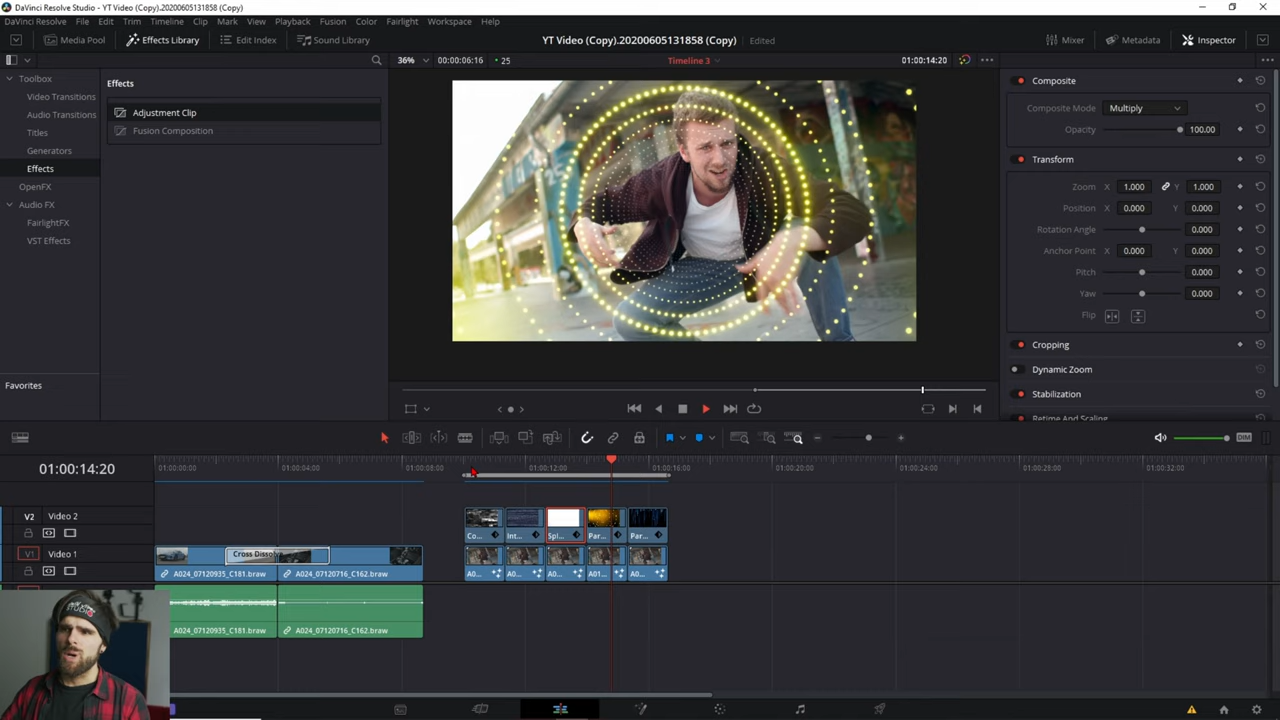 DaVinci Resolve Studio - YT Video (Copy).20200605131858 (Copy)
DaVinci Resolve File Edit Trim Timeline Clip Mark View Playback Fusion Color Fairlight Workspace Help
Media Pool Effects Library Edit Index Sound Library YT Video (Copy).20200605131858 (Copy) Edited Mixer Metadata Inspector
36% 00:00:06:16 25 Timeline 3 01:00:14:20
Toolbox
Video Transitions
Audio Transitions
Titles
Generators
Effects
OpenFX
Audio FX
FairlightFX
VST Effects
Favorites
Effects
Adjustment Clip
Fusion Composition
Composite
Composite Mode Multiply
Opacity 100.00
Transform
Zoom X 1.000 Y 1.000
Position X 0.000 Y 0.000
Rotation Angle 0.000
Anchor Point X 0.000 Y 0.000
Pitch 0.000
Yaw 0.000
Flip
Cropping
Dynamic Zoom
Stabilization
Retime And Scaling
DIM
01:00:14:20
01:00:00:00 01:00:04:00 01:00:08:00 01:00:12:00 01:00:16:00 01:00:20:00 01:00:24:00 01:00:28:00 01:00:32:00
V2 Video 2
Co... Int... Spl... Par... Par...
V1 Video 1
Cross Dissolve
A024_07120935_C181.braw A024_07120716_C162.braw A0... A0... A0... A01... A0...
A024_07120935_C181.braw A024_07120716_C162.braw